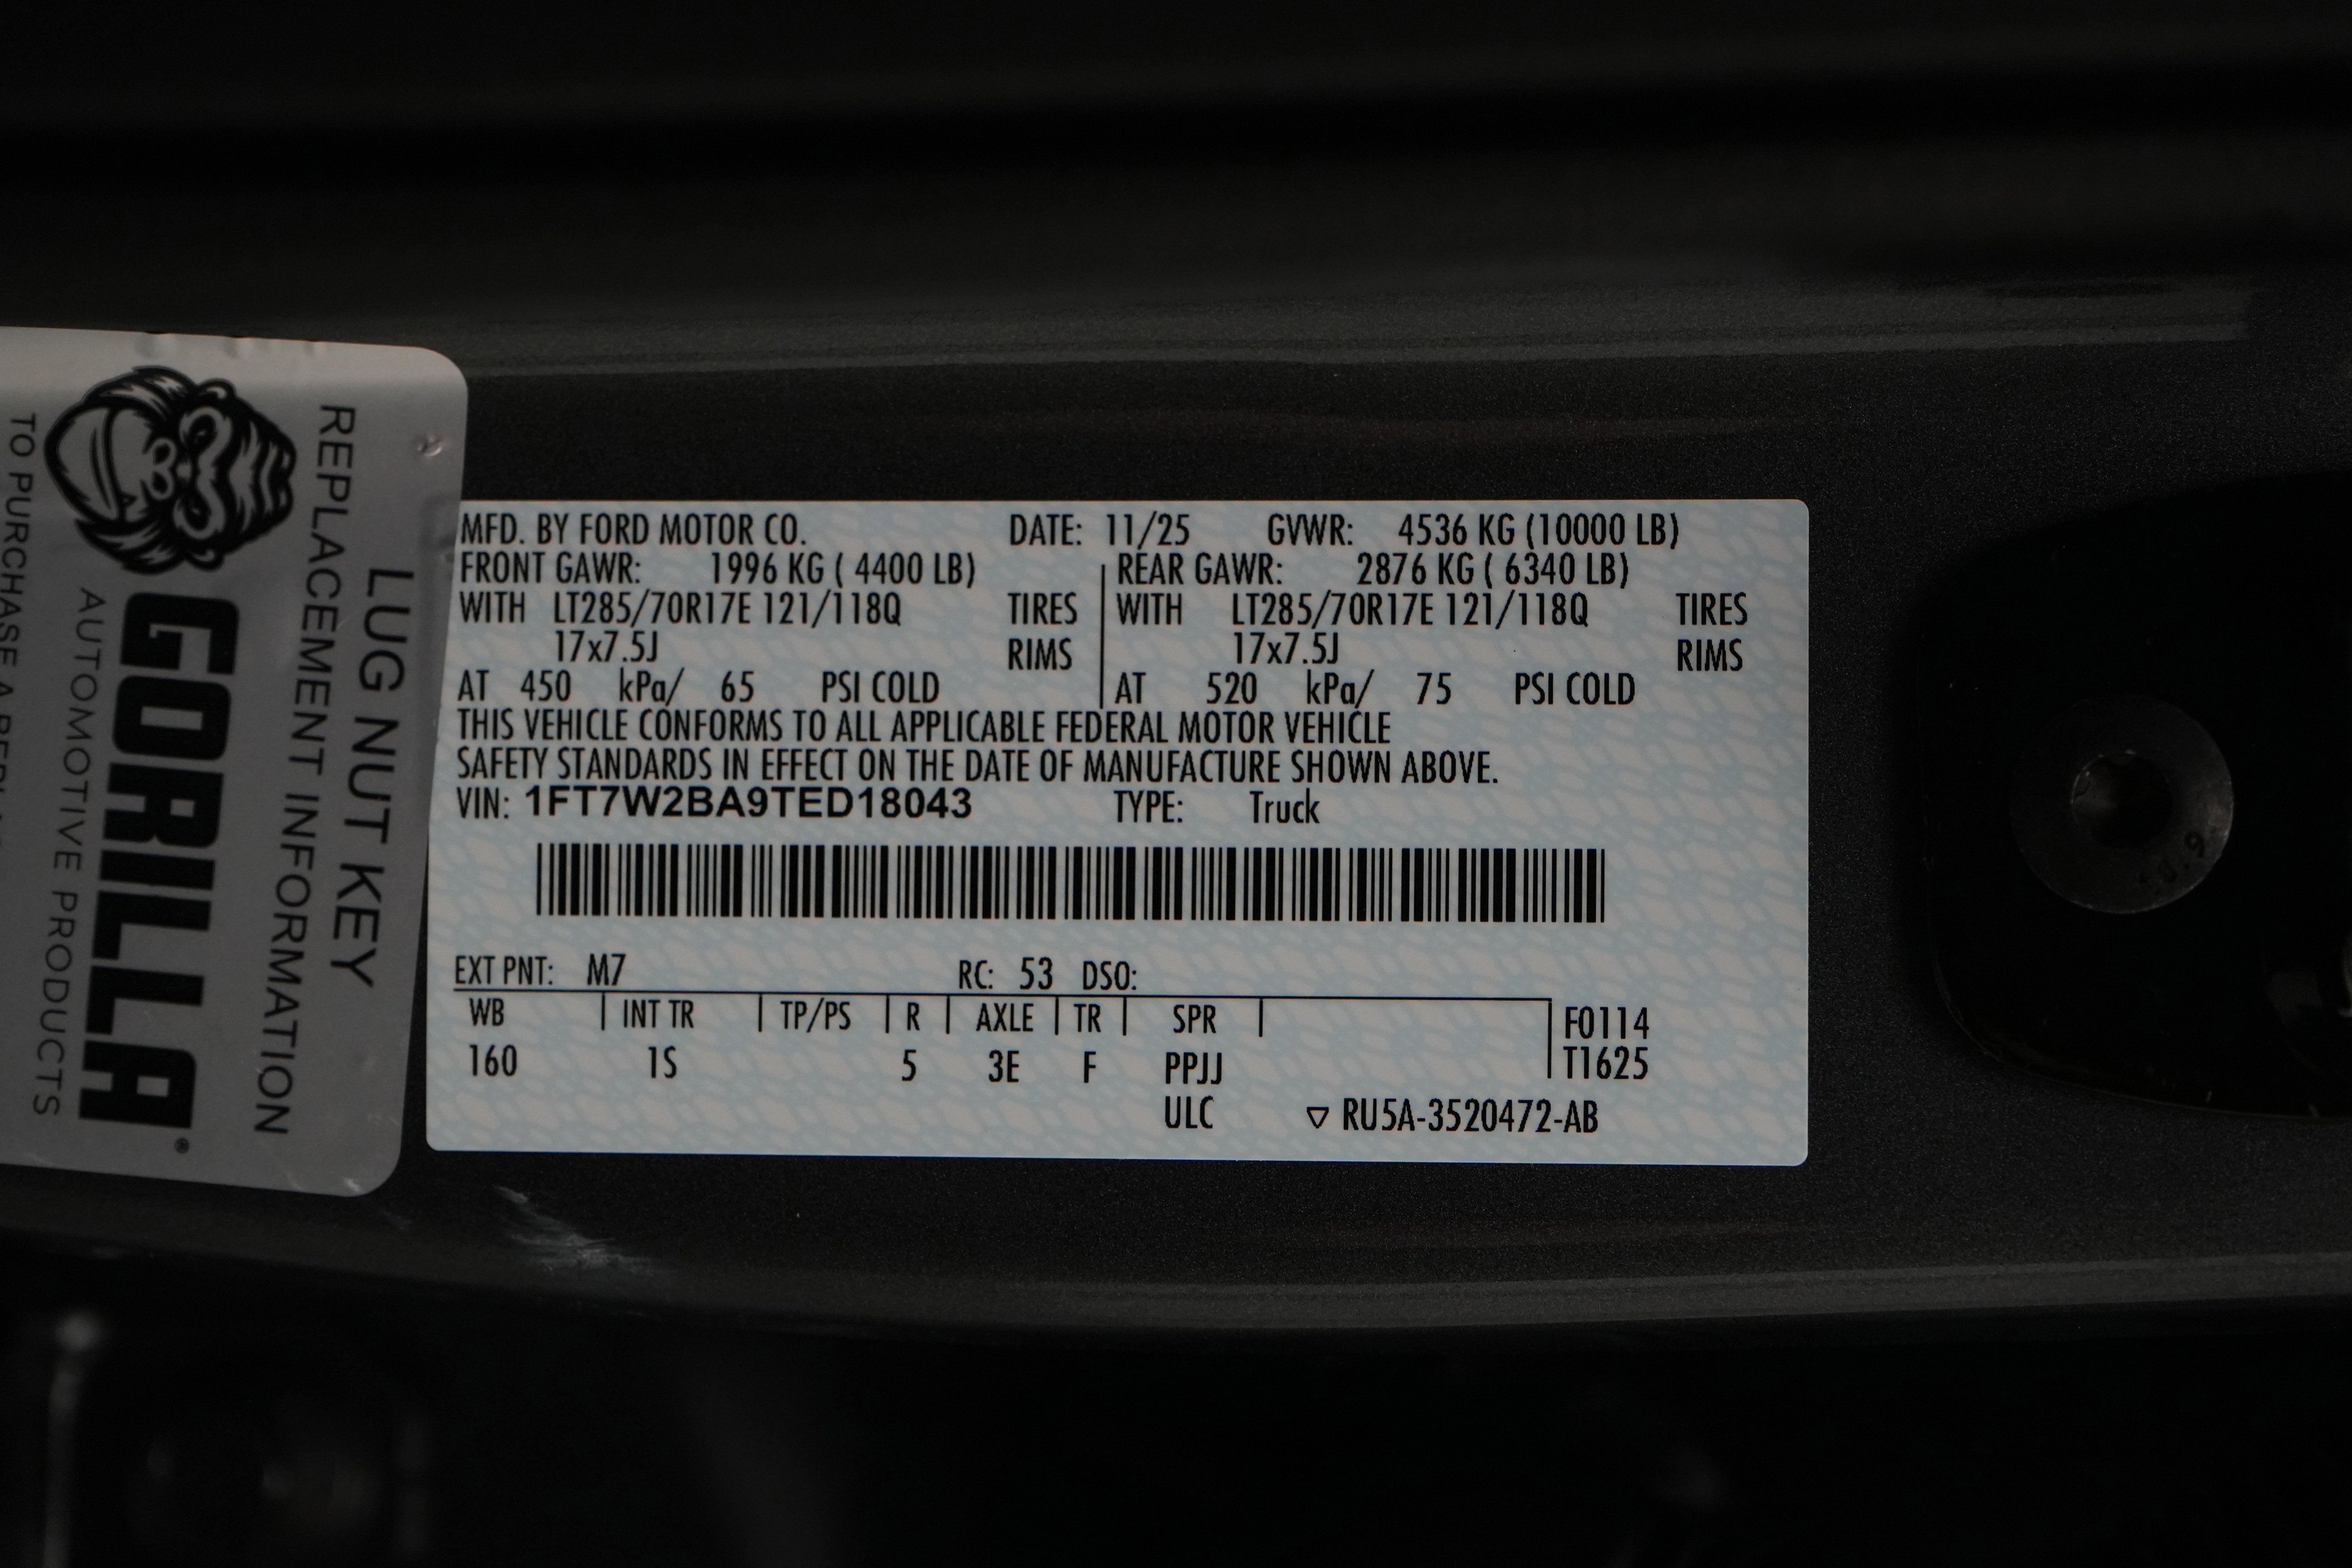 LUG NUT KEY
REPLACEMENT INFORMATION
GORILLA®
AUTOMOTIVE PRODUCTS
TO PURCHASE A
MFD. BY FORD MOTOR CO. DATE: 11/25 GVWR: 4536 KG (10000 LB)
FRONT GAWR: 1996 KG ( 4400 LB) REAR GAWR: 2876 KG ( 6340 LB)
WITH LT285/70R17E 121/118Q TIRES WITH LT285/70R17E 121/118Q TIRES
17x7.5J RIMS 17x7.5J RIMS
AT 450 kPa/ 65 PSI COLD AT 520 kPa/ 75 PSI COLD
THIS VEHICLE CONFORMS TO ALL APPLICABLE FEDERAL MOTOR VEHICLE
SAFETY STANDARDS IN EFFECT ON THE DATE OF MANUFACTURE SHOWN ABOVE.
VIN: 1FT7W2BA9TED18043 TYPE: Truck
EXT PNT: M7 RC: 53 DSO:
WB INT TR TP/PS R AXLE TR SPR F0114
160 1S 5 3E F PPJJ T1625
ULC ▽ RU5A-3520472-AB